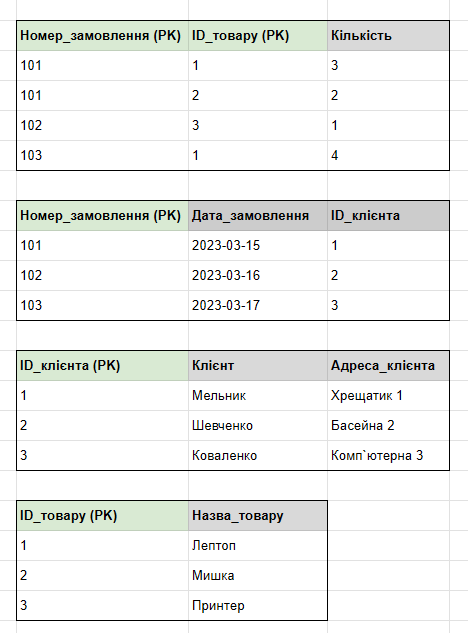 Номер_замовлення (PK) ID_товару (PK) Кількість
101 1 3
101 2 2
102 3 1
103 1 4
Номер_замовлення (PK) Дата_замовлення ID_клієнта
101 2023-03-15 1
102 2023-03-16 2
103 2023-03-17 3
ID_клієнта (PK) Клієнт Адреса_клієнта
1 Мельник Хрещатик 1
2 Шевченко Басейна 2
3 Коваленко Комп`ютерна 3
ID_товару (PK) Назва_товару
1 Лептоп
2 Мишка
3 Принтер